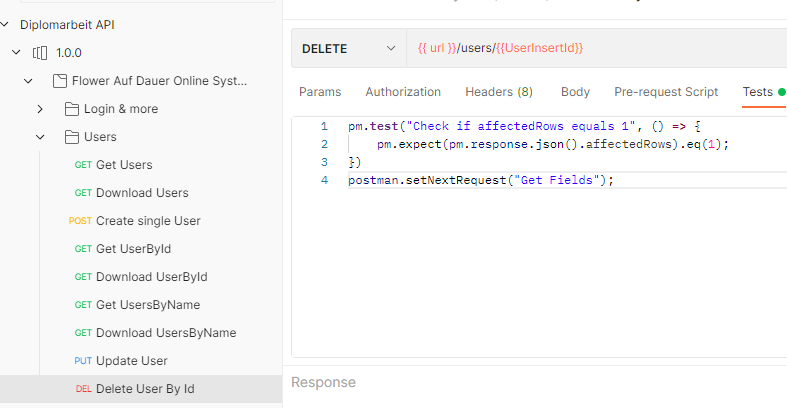 Diplomarbeit API
1.0.0
Flower Auf Dauer Online Syst...
Login & more
Users
GET Get Users
GET Download Users
POST Create single User
GET Get UserById
GET Download UserById
GET Get UsersByName
GET Download UsersByName
PUT Update User
DEL Delete User By Id
DELETE
{{ url }}/users/{{UserInsertId}}
Params Authorization Headers (8) Body Pre-request Script Tests
1 pm.test("Check if affectedRows equals 1", () => {
2 pm.expect(pm.response.json().affectedRows).eq(1);
3 })
4 postman.setNextRequest("Get Fields");
Response